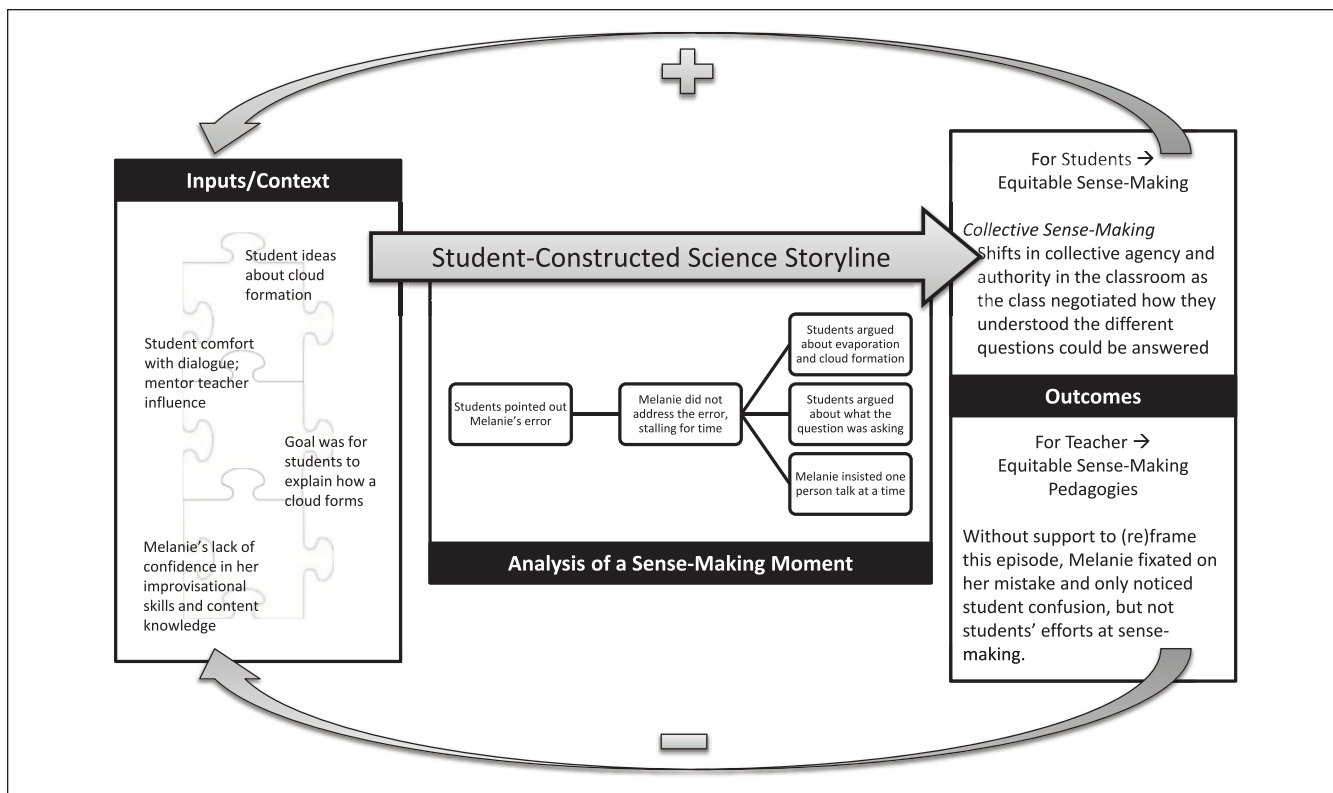 +
Inputs/Context
Student ideas
about cloud
formation
Student comfort
with dialogue;
mentor teacher
influence
Goal was for
students to
explain how a
cloud forms
Melanie’s lack of
confidence in her
improvisational
skills and content
knowledge
Student-Constructed Science Storyline
Students pointed out
Melanie’s error
Melanie did not
address the error,
stalling for time
Students argued
about evaporation
and cloud formation
Students argued
about what the
question was asking
Melanie insisted one
person talk at a time
Analysis of a Sense-Making Moment
For Students →
Equitable Sense-Making
Collective Sense-Making
Shifts in collective agency and
authority in the classroom as
the class negotiated how they
understood the different
questions could be answered
Outcomes
For Teacher →
Equitable Sense-Making
Pedagogies
Without support to (re)frame
this episode, Melanie fixated on
her mistake and only noticed
student confusion, but not
students’ efforts at sense-
making.
−